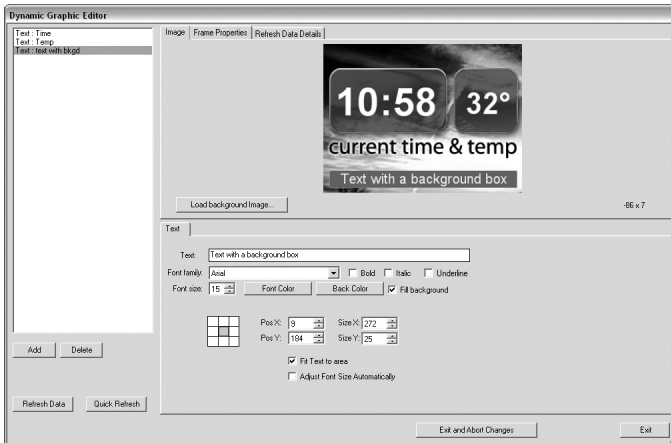 Dynamic Graphic Editor
Text : Time
Text : Temp
Text : text with bkgd
Add
Delete
Refresh Data
Quick Refresh
Image
Frame Properties
Refresh Data Details
10:58
32°
current time & temp
Text with a background box
Load background Image...
-86 x 7
Text
Text: Text with a background box
Font family: Arial
Bold
Italic
Underline
Font size: 15
Font Color
Back Color
Fill background
Pos X: 9
Size X: 272
Pos Y: 184
Size Y: 25
Fit Text to area
Adjust Font Size Automatically
Exit and Abort Changes
Exit